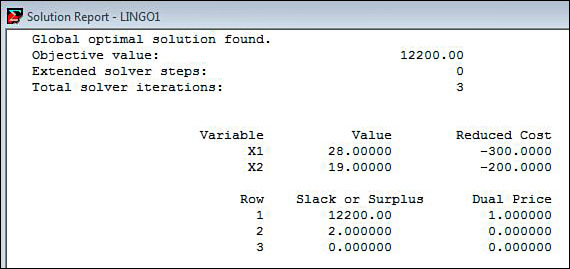 Solution Report - LINGO1
Global optimal solution found.
Objective value: 12200.00
Extended solver steps: 0
Total solver iterations: 3
Variable Value Reduced Cost
X1 28.00000 -300.0000
X2 19.00000 -200.0000
Row Slack or Surplus Dual Price
1 12200.00 1.000000
2 2.000000 0.000000
3 0.000000 0.000000